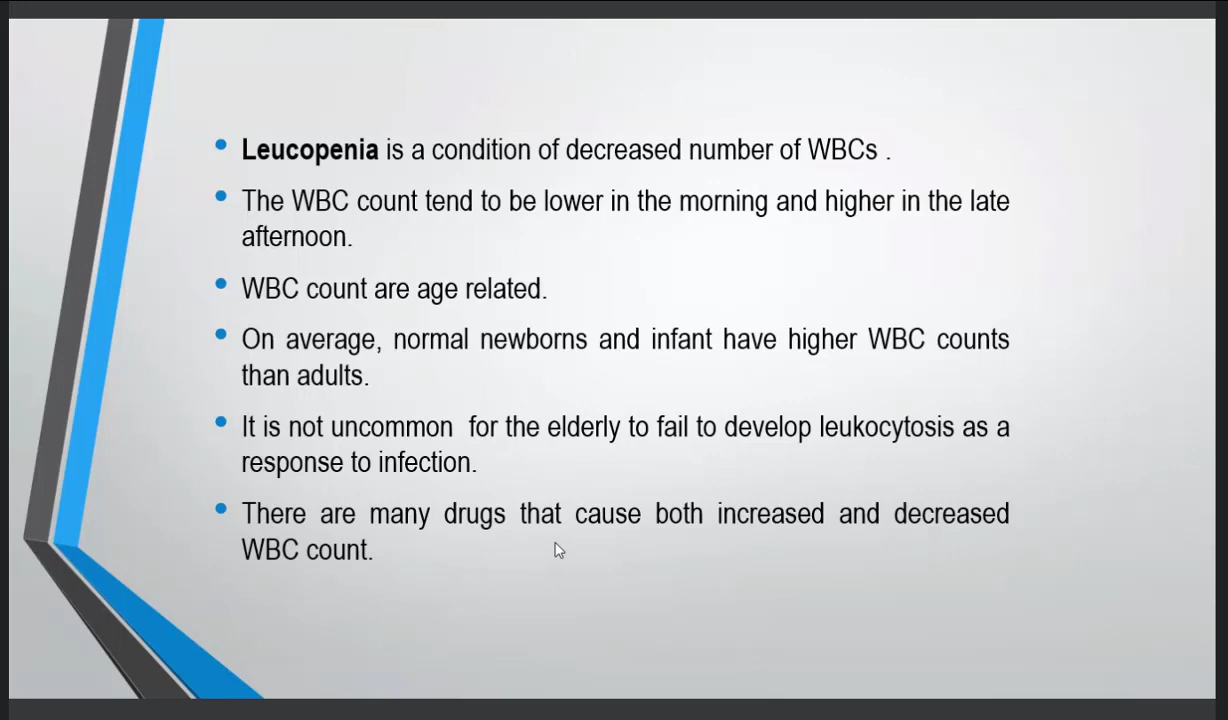 • Leucopenia is a condition of decreased number of WBCs .
• The WBC count tend to be lower in the morning and higher in the late
afternoon.
• WBC count are age related.
• On average, normal newborns and infant have higher WBC counts
than adults.
• It is not uncommon  for the elderly to fail to develop leukocytosis as a
response to infection.
• There are many drugs that cause both increased and decreased
WBC count.